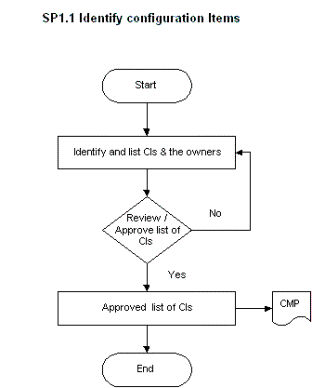 SP1.1 Identify configuration Items
Start
Identify and list CIs & the owners
Review /
Approve list of
CIs
No
Yes
Approved list of CIs
CMP
End